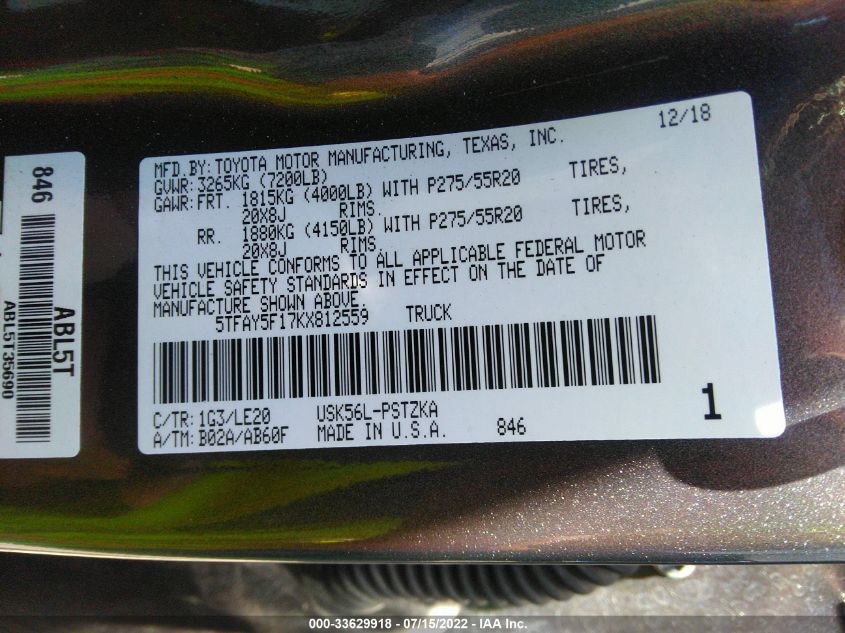 846
ABL5T
ABL5T35690
12/18
MFD.BY:TOYOTA MOTOR MANUFACTURING, TEXAS, INC.
GVWR:3265KG (7200LB)
GAWR:FRT. 1815KG (4000LB) WITH P275/55R20 TIRES,
20X8J RIMS.
RR. 1880KG (4150LB) WITH P275/55R20 TIRES,
20X8J RIMS.
THIS VEHICLE CONFORMS TO ALL APPLICABLE FEDERAL MOTOR
VEHICLE SAFETY STANDARDS IN EFFECT ON THE DATE OF
MANUFACTURE SHOWN ABOVE.
5TFAY5F17KX812559 TRUCK
C/TR:1G3/LE20 USK56L-PSTZKA
A/TM:B02A/AB60F MADE IN U.S.A. 846
1
000-33629918 - 07/15/2022 - IAA Inc.